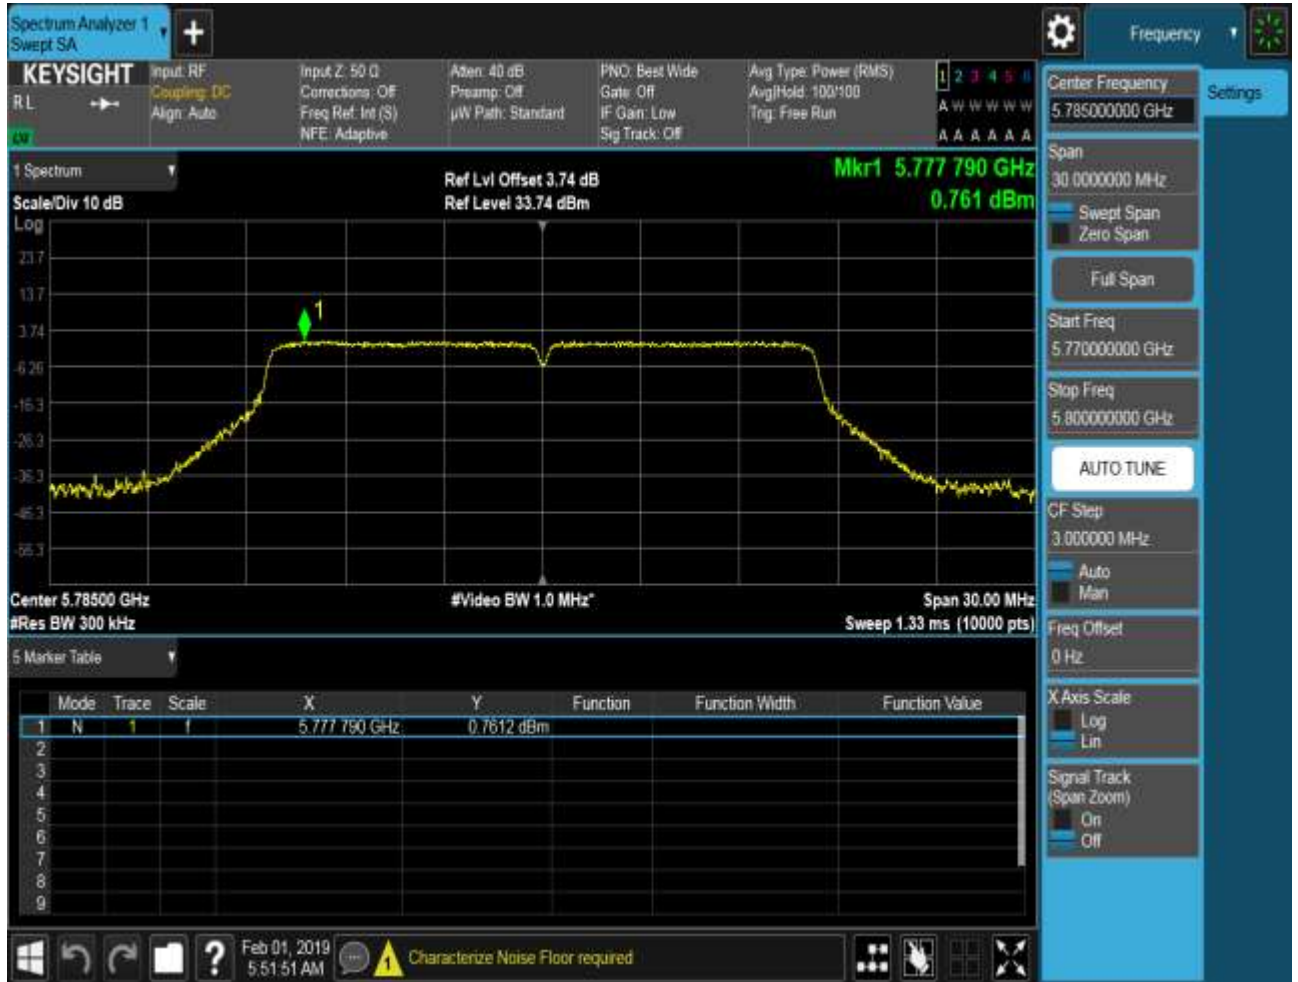 Spectrum Analyzer 1
Swept SA
+
Frequency
KEYSIGHT
R L
Input: RF
Coupling: DC
Align: Auto
Input Z: 50 Ω
Corrections: Off
Freq Ref: Int (S)
NFE: Adaptive
Atten: 40 dB
Preamp: Off
µW Path: Standard
PNO: Best Wide
Gate: Off
IF Gain: Low
Sig Track: Off
Avg Type: Power (RMS)
Avg|Hold: 100/100
Trig: Free Run
1 2 3 4 5 6
A W W W W W
A A A A A A
1 Spectrum
Scale/Div 10 dB
Ref Lvl Offset 3.74 dB
Ref Level 33.74 dBm
Mkr1 5.777 790 GHz
0.761 dBm
Log
23.7
13.7
3.74
-6.26
-16.3
-26.3
-36.3
-46.3
-56.3
1
Center 5.78500 GHz
#Res BW 300 kHz
#Video BW 1.0 MHz*
Span 30.00 MHz
Sweep 1.33 ms (10000 pts)
5 Marker Table
Mode Trace Scale X Y Function Function Width Function Value
1 N 1 f 5.777 790 GHz 0.7612 dBm
2
3
4
5
6
7
8
9
Center Frequency
5.785000000 GHz
Settings
Span
30.0000000 MHz
Swept Span
Zero Span
Full Span
Start Freq
5.770000000 GHz
Stop Freq
5.800000000 GHz
AUTO TUNE
CF Step
3.000000 MHz
Auto
Man
Freq Offset
0 Hz
X Axis Scale
Log
Lin
Signal Track
(Span Zoom)
On
Off
?
Feb 01, 2019
5:51:51 AM
1
Characterize Noise Floor required